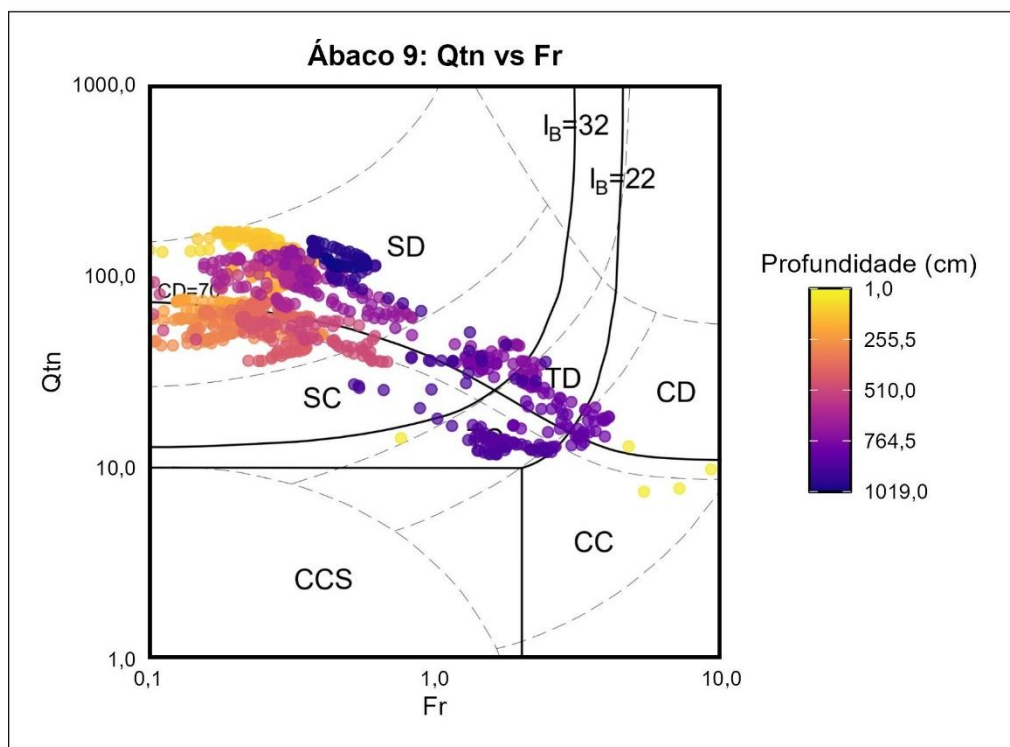 Ábaco 9: Qtn vs Fr
1000,0
100,0
10,0
1,0
Qtn
0,1
1,0
10,0
Fr
I_B=32
I_B=22
SD
CD=70
SC
TD
CD
CC
CCS
Profundidade (cm)
1,0
255,5
510,0
764,5
1019,0